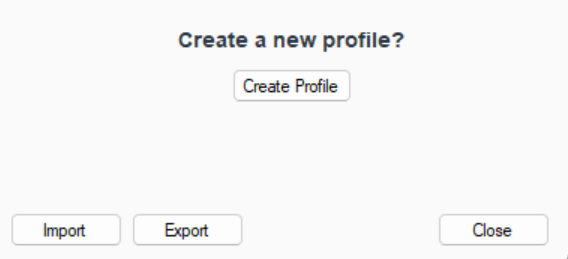 Create a new profile?
Create Profile
Import Export Close